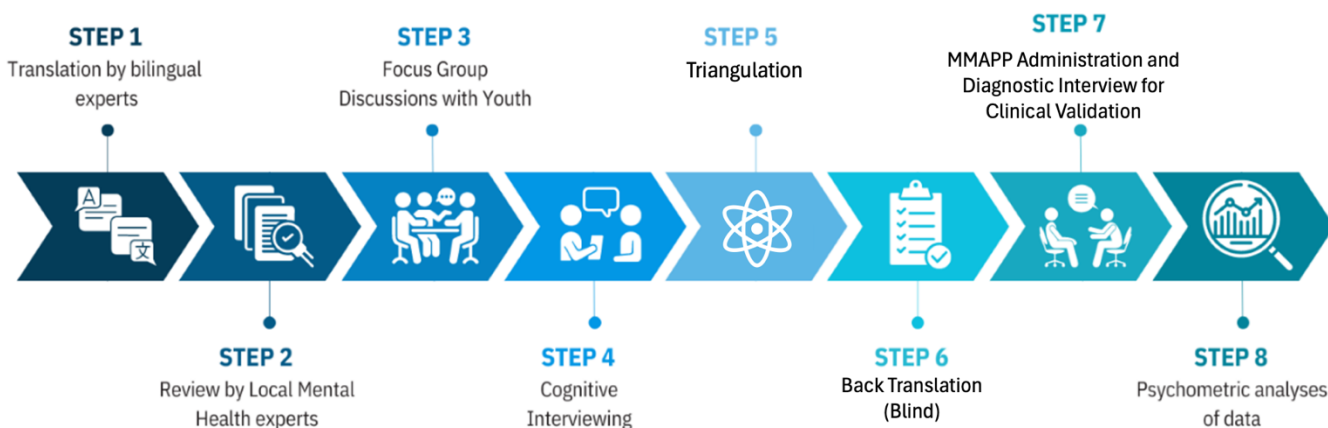 STEP 1
Translation by bilingual
experts
STEP 2
Review by Local Mental
Health experts
STEP 3
Focus Group
Discussions with Youth
STEP 4
Cognitive
Interviewing
STEP 5
Triangulation
STEP 6
Back Translation
(Blind)
STEP 7
MMAPP Administration and
Diagnostic Interview for
Clinical Validation
STEP 8
Psychometric analyses
of data
A
文